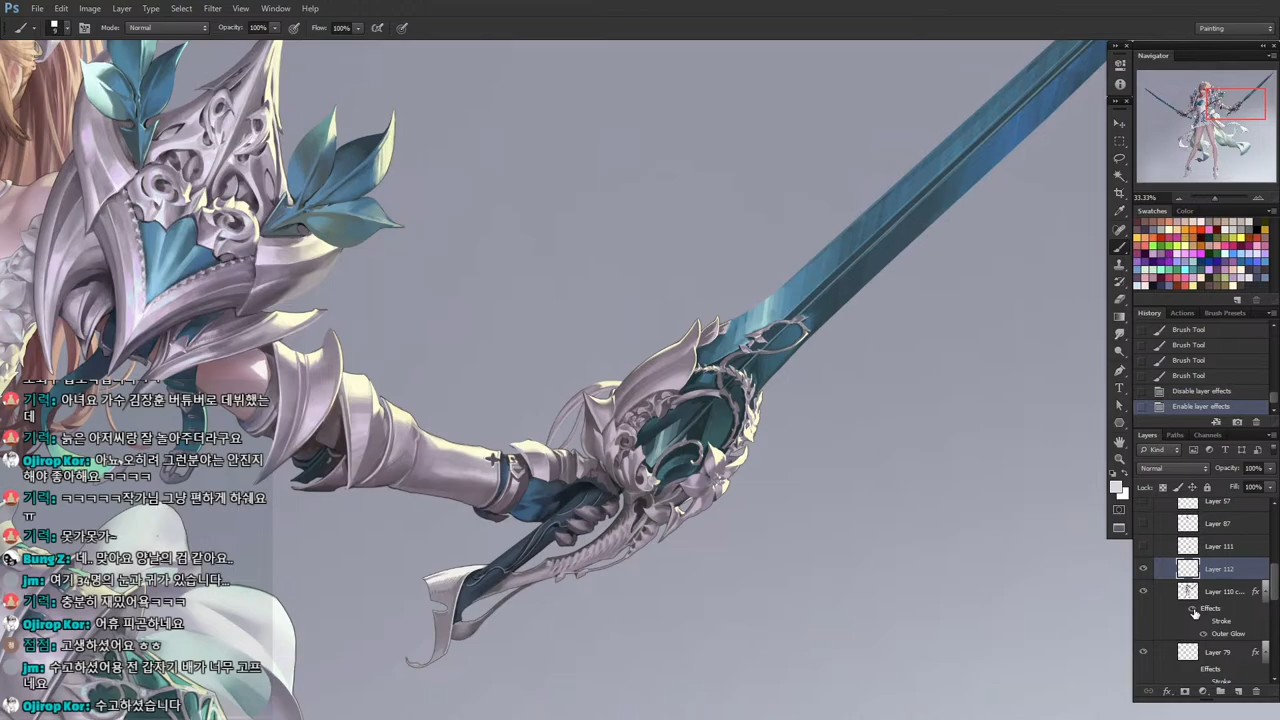 Ps File Edit Image Layer Type Select Filter View Window Help
9 Mode: Normal Opacity: 100% Flow: 100% Painting
Navigator
33.33%
Swatches Color
History Actions Brush Presets
Brush Tool
Brush Tool
Brush Tool
Brush Tool
Disable layer effects
Enable layer effects
Layers Paths Channels
Kind
Normal Opacity: 100%
Lock: Fill: 100%
Layer 57
Layer 87
Layer 111
Layer 112
Layer 110 c... fx
Effects
Stroke
Outer Glow
Layer 79 fx
Effects
Stroke
기럭: 아녀요 가수 김장훈 버튜버로 데뷔했는
데
기럭: 늙은 아저씨랑 잘 놀아주더라구요
Ojirop Kor: 아뇨 오히려 그런분야는 안진지
해야 좋아해요 ㅋㅋㅋㅋ
기럭: ㅋㅋㅋㅋㅋ작가님 그냥 편하게 하쉐요
ㅠ
기럭: 못가못가~
Bung Z: 네.. 맞아요 양날의 검 같아요..
jm: 여기 34명의 눈과 귀가 있습니다...
기럭: 충분히 재밌어욕ㅋㅋㅋ
Ojirop Kor: 어휴 피곤하네요
점점: 고생하셨어요 ㅎㅎ
jm: 수고하셨어용 전 갑자기 배가 너무 고프
네요
Ojirop Kor: 수고하셨습니다